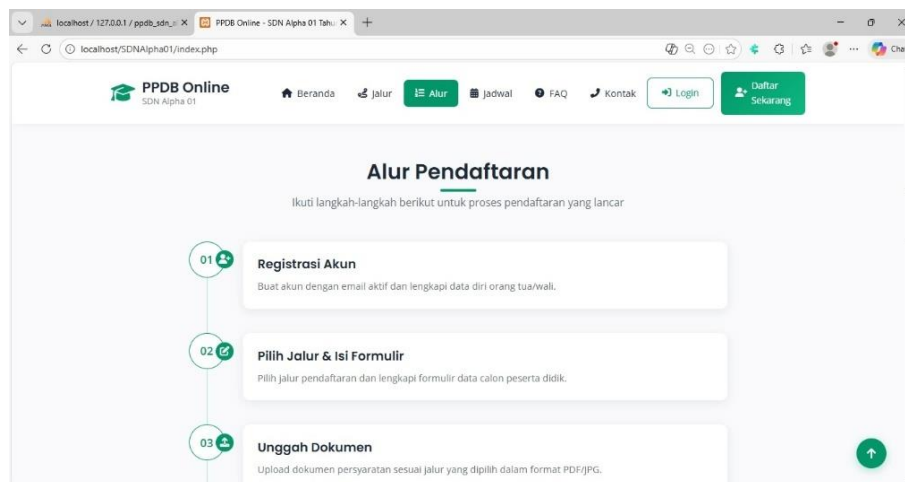 localhost / 127.0.0.1 / ppdb_sdn_
PPDB Online - SDN Alpha 01 Tahu
localhost/SDNAlpha01/index.php
Cha
PPDB Online
SDN Alpha 01
Beranda
Jalur
Alur
Jadwal
FAQ
Kontak
Login
Daftar
Sekarang
Alur Pendaftaran
Ikuti langkah-langkah berikut untuk proses pendaftaran yang lancar
01
Registrasi Akun
Buat akun dengan email aktif dan lengkapi data diri orang tua/wali.
02
Pilih Jalur & Isi Formulir
Pilih jalur pendaftaran dan lengkapi formulir data calon peserta didik.
03
Unggah Dokumen
Upload dokumen persyaratan sesuai jalur yang dipilih dalam format PDF/JPG.